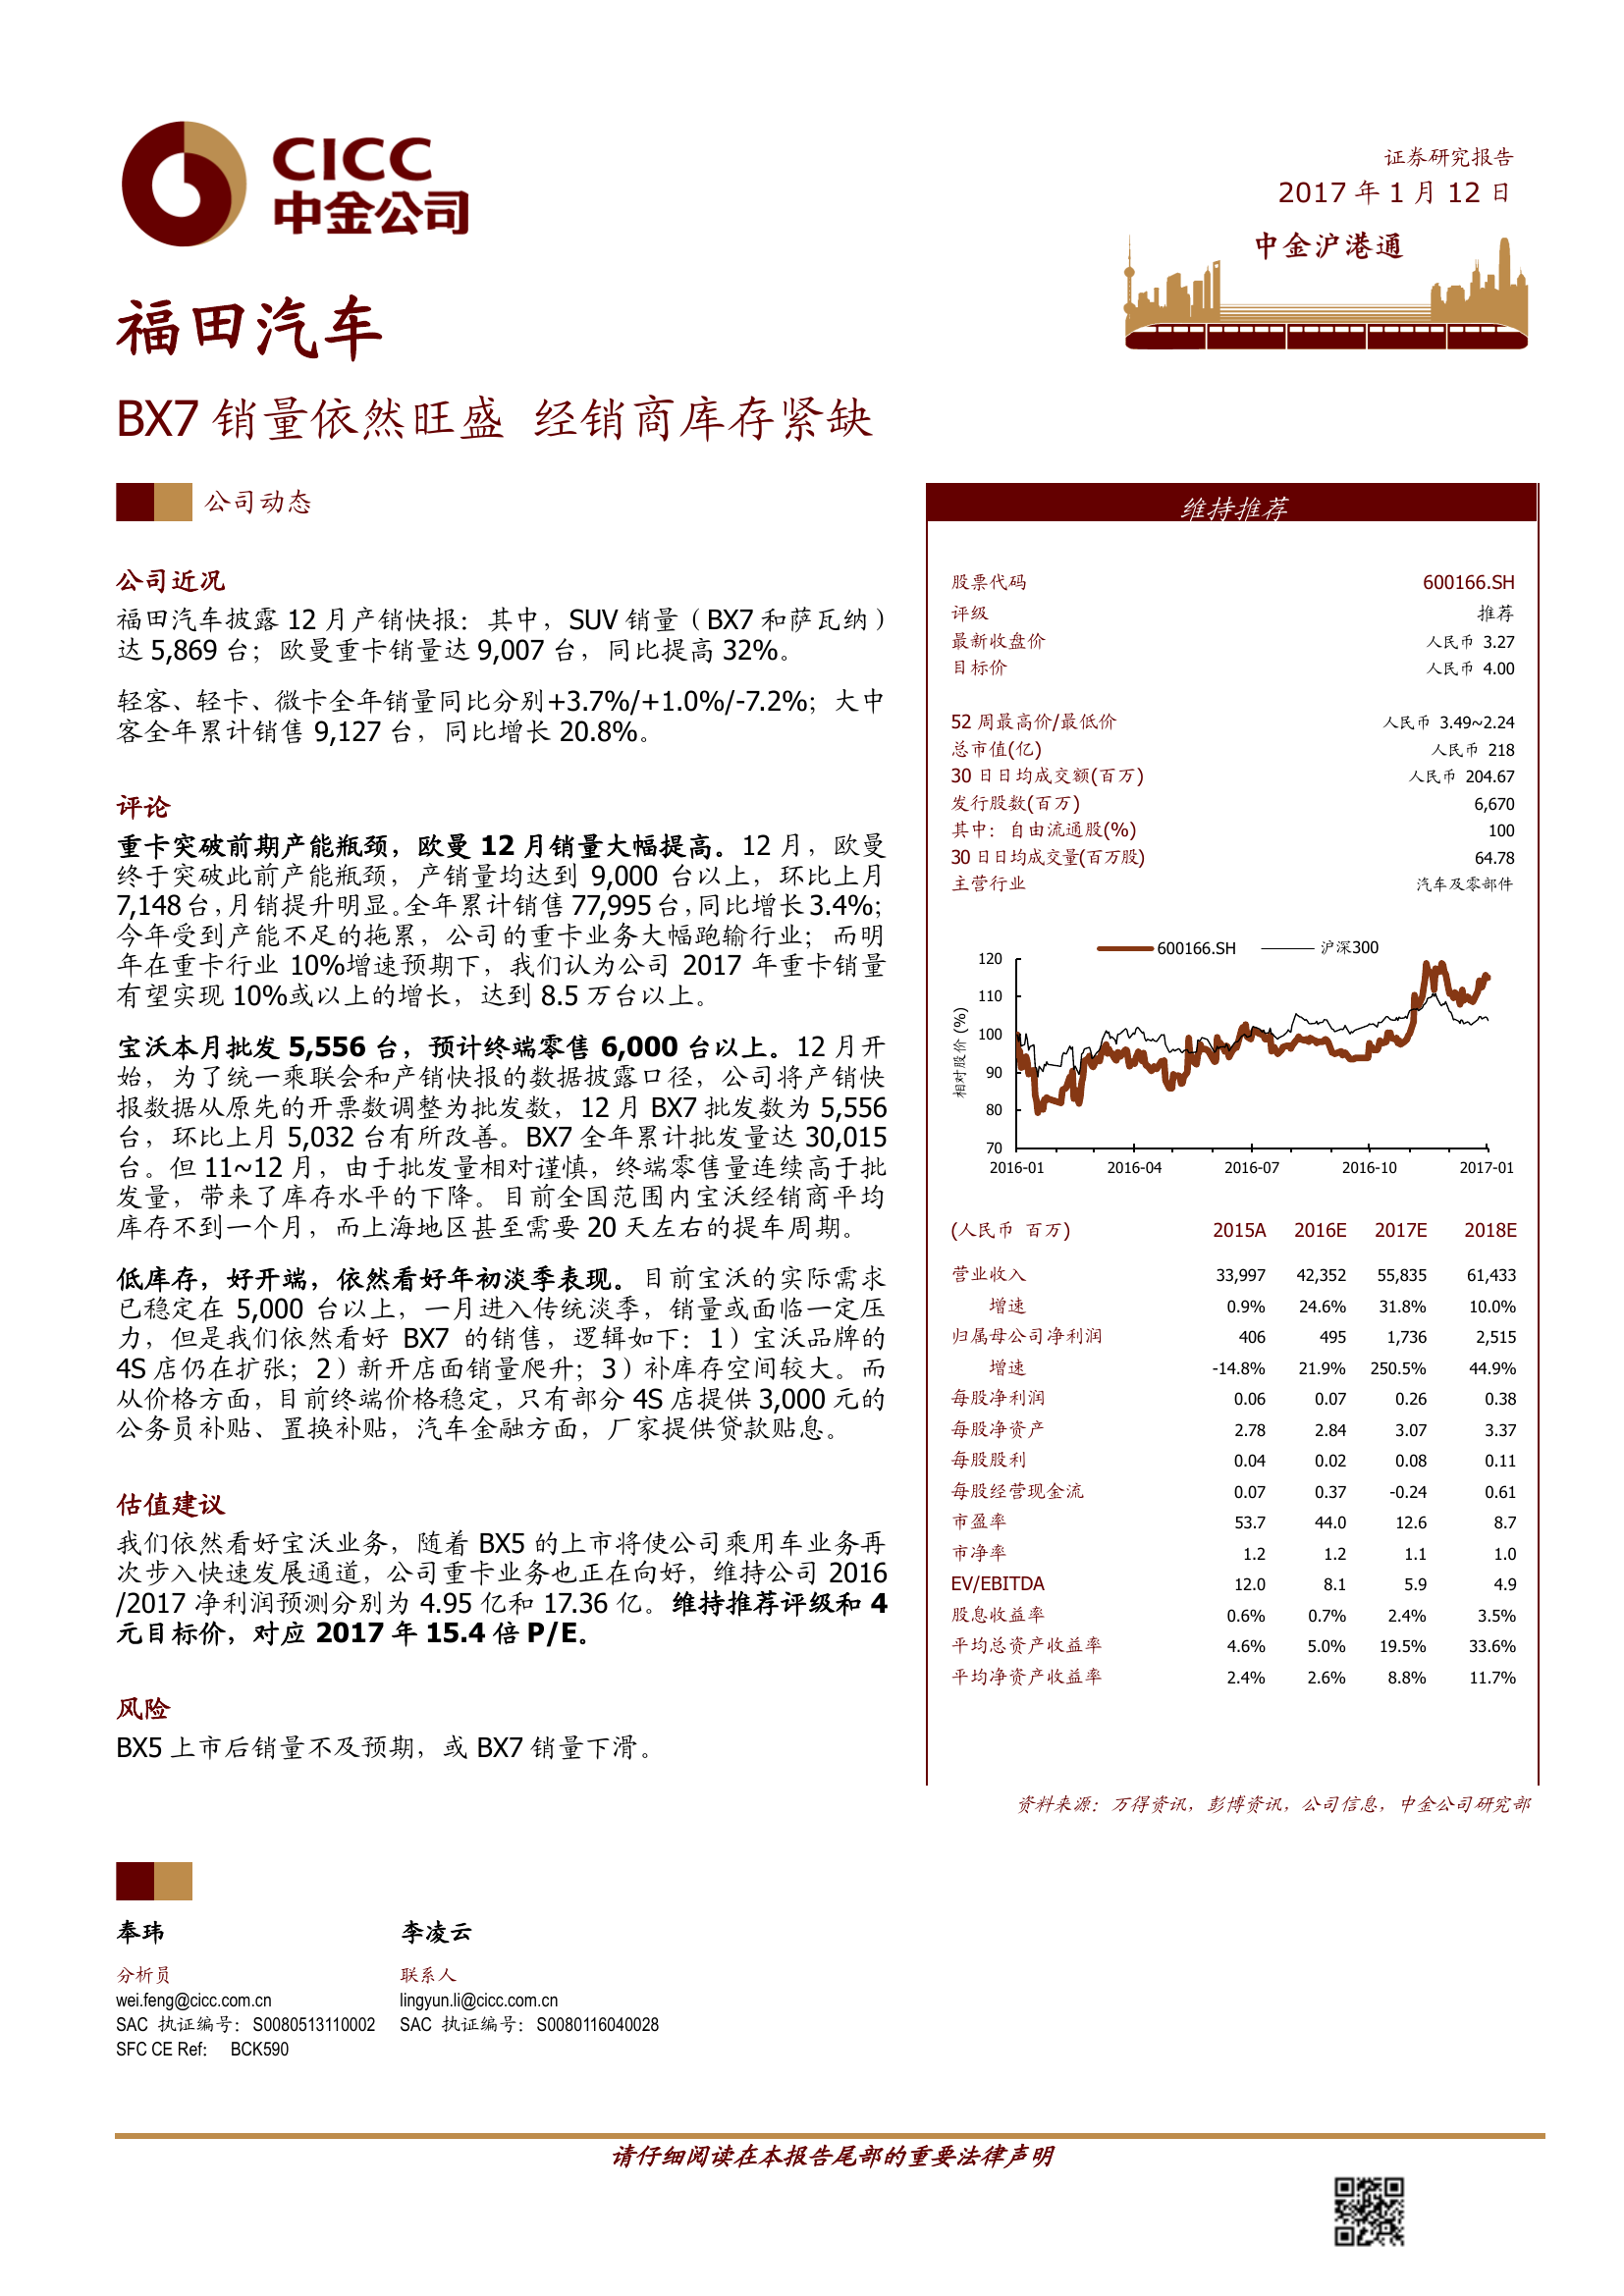 CICC
中金公司
证券研究报告
2017 年 1 月 12 日
中金沪港通
福田汽车
BX7 销量依然旺盛 经销商库存紧缺
公司动态
公司近况
福田汽车披露 12 月产销快报：其中，SUV 销量（BX7 和萨瓦纳）
达 5,869 台；欧曼重卡销量达 9,007 台，同比提高 32%。
轻客、轻卡、微卡全年销量同比分别+3.7%/+1.0%/-7.2%；大中
客全年累计销售 9,127 台，同比增长 20.8%。
评论
重卡突破前期产能瓶颈，欧曼 12 月销量大幅提高。12 月，欧曼
终于突破此前产能瓶颈，产销量均达到 9,000 台以上，环比上月
7,148 台，月销提升明显。全年累计销售 77,995 台，同比增长 3.4%；
今年受到产能不足的拖累，公司的重卡业务大幅跑输行业；而明
年在重卡行业 10%增速预期下，我们认为公司 2017 年重卡销量
有望实现 10%或以上的增长，达到 8.5 万台以上。
宝沃本月批发 5,556 台，预计终端零售 6,000 台以上。12 月开
始，为了统一乘联会和产销快报的数据披露口径，公司将产销快
报数据从原先的开票数调整为批发数，12 月 BX7 批发数为 5,556
台，环比上月 5,032 台有所改善。BX7 全年累计批发量达 30,015
台。但 11~12 月，由于批发量相对谨慎，终端零售量连续高于批
发量，带来了库存水平的下降。目前全国范围内宝沃经销商平均
库存不到一个月，而上海地区甚至需要 20 天左右的提车周期。
低库存，好开端，依然看好年初淡季表现。目前宝沃的实际需求
已稳定在 5,000 台以上，一月进入传统淡季，销量或面临一定压
力，但是我们依然看好 BX7 的销售，逻辑如下：1）宝沃品牌的
4S 店仍在扩张；2）新开店面销量爬升；3）补库存空间较大。而
从价格方面，目前终端价格稳定，只有部分 4S 店提供 3,000 元的
公务员补贴、置换补贴，汽车金融方面，厂家提供贷款贴息。
估值建议
我们依然看好宝沃业务，随着 BX5 的上市将使公司乘用车业务再
次步入快速发展通道，公司重卡业务也正在向好，维持公司 2016
/2017 净利润预测分别为 4.95 亿和 17.36 亿。维持推荐评级和 4
元目标价，对应 2017 年 15.4 倍 P/E。
风险
BX5 上市后销量不及预期，或 BX7 销量下滑。
维持推荐
股票代码 600166.SH
评级 推荐
最新收盘价 人民币 3.27
目标价 人民币 4.00
52 周最高价/最低价 人民币 3.49~2.24
总市值(亿) 人民币 218
30 日日均成交额(百万) 人民币 204.67
发行股数(百万) 6,670
其中：自由流通股(%) 100
30 日日均成交量(百万股) 64.78
主营行业 汽车及零部件
600166.SH 沪深300
相对股价 (%)
120
110
100
90
80
70
2016-01 2016-04 2016-07 2016-10 2017-01
(人民币 百万) 2015A 2016E 2017E 2018E
营业收入 33,997 42,352 55,835 61,433
增速 0.9% 24.6% 31.8% 10.0%
归属母公司净利润 406 495 1,736 2,515
增速 -14.8% 21.9% 250.5% 44.9%
每股净利润 0.06 0.07 0.26 0.38
每股净资产 2.78 2.84 3.07 3.37
每股股利 0.04 0.02 0.08 0.11
每股经营现金流 0.07 0.37 -0.24 0.61
市盈率 53.7 44.0 12.6 8.7
市净率 1.2 1.2 1.1 1.0
EV/EBITDA 12.0 8.1 5.9 4.9
股息收益率 0.6% 0.7% 2.4% 3.5%
平均总资产收益率 4.6% 5.0% 19.5% 33.6%
平均净资产收益率 2.4% 2.6% 8.8% 11.7%
资料来源：万得资讯，彭博资讯，公司信息，中金公司研究部
奉玮 李凌云
分析员 联系人
wei.feng@cicc.com.cn lingyun.li@cicc.com.cn
SAC 执证编号：S0080513110002 SAC 执证编号：S0080116040028
SFC CE Ref: BCK590
请仔细阅读在本报告尾部的重要法律声明